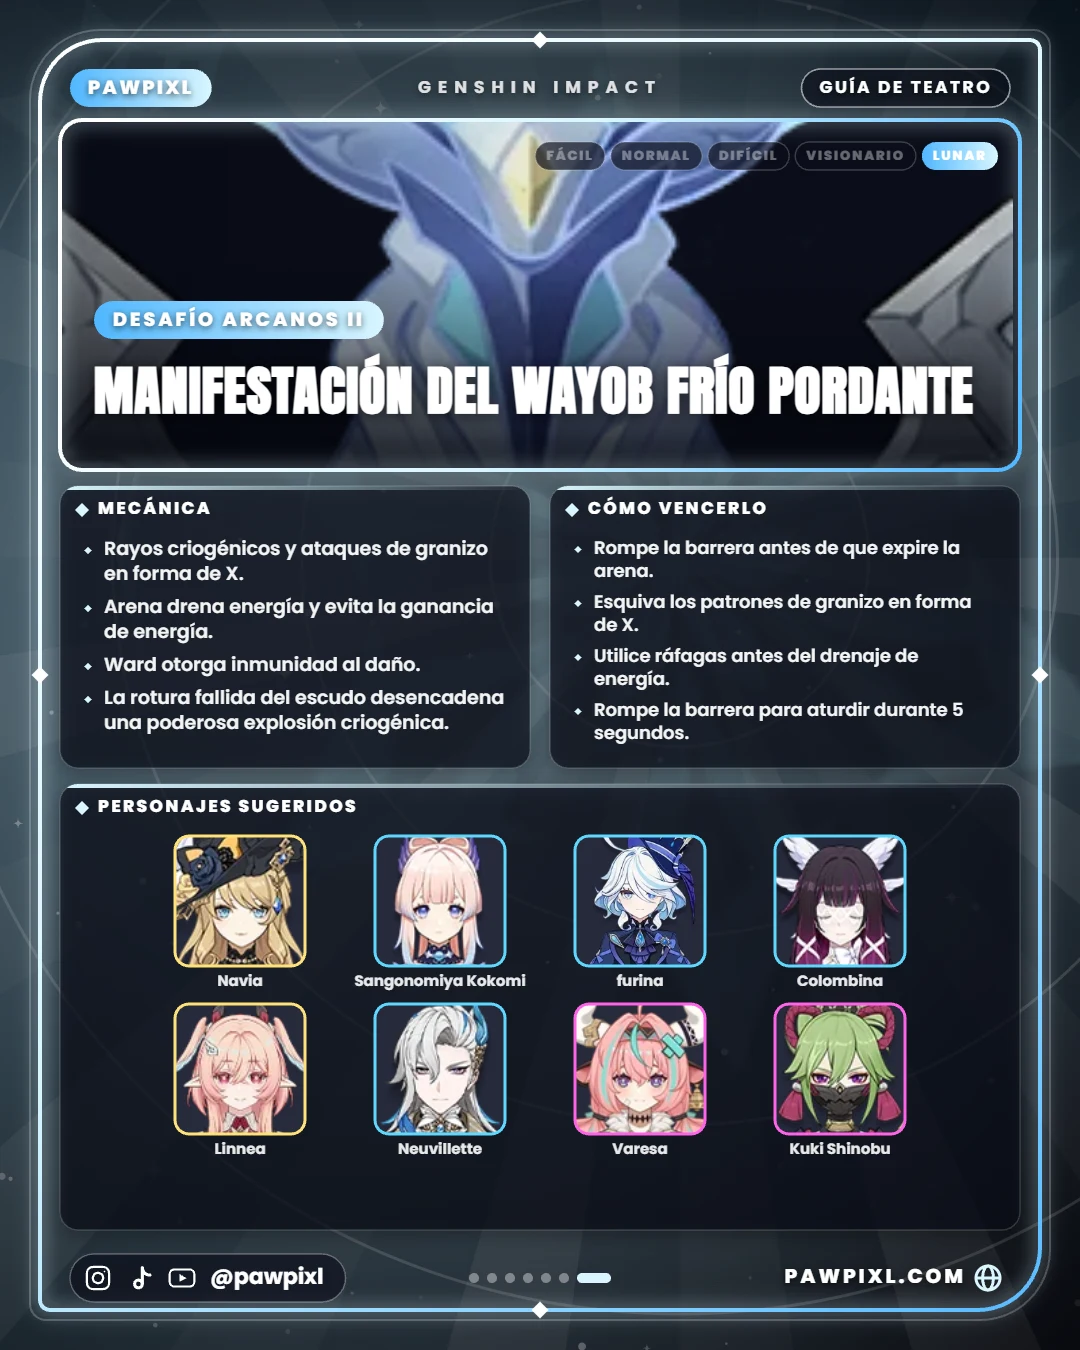 PAWPIXL
GENSHIN IMPACT
GUÍA DE TEATRO
FÁCIL
NORMAL
DIFÍCIL
VISIONARIO
LUNAR
DESAFÍO ARCANOS II
MANIFESTACIÓN DEL WAYOB FRÍO PORDANTE
MECÁNICA
Rayos criogénicos y ataques de granizo
en forma de X.
Arena drena energía y evita la ganancia
de energía.
Ward otorga inmunidad al daño.
La rotura fallida del escudo desencadena
una poderosa explosión criogénica.
CÓMO VENCERLO
Rompe la barrera antes de que expire la
arena.
Esquiva los patrones de granizo en forma
de X.
Utilice ráfagas antes del drenaje de
energía.
Rompe la barrera para aturdir durante 5
segundos.
PERSONAJES SUGERIDOS
Navia
Sangonomiya Kokomi
furina
Colombina
Linnea
Neuvillette
Varesa
Kuki Shinobu
@pawpixl
PAWPIXL.COM